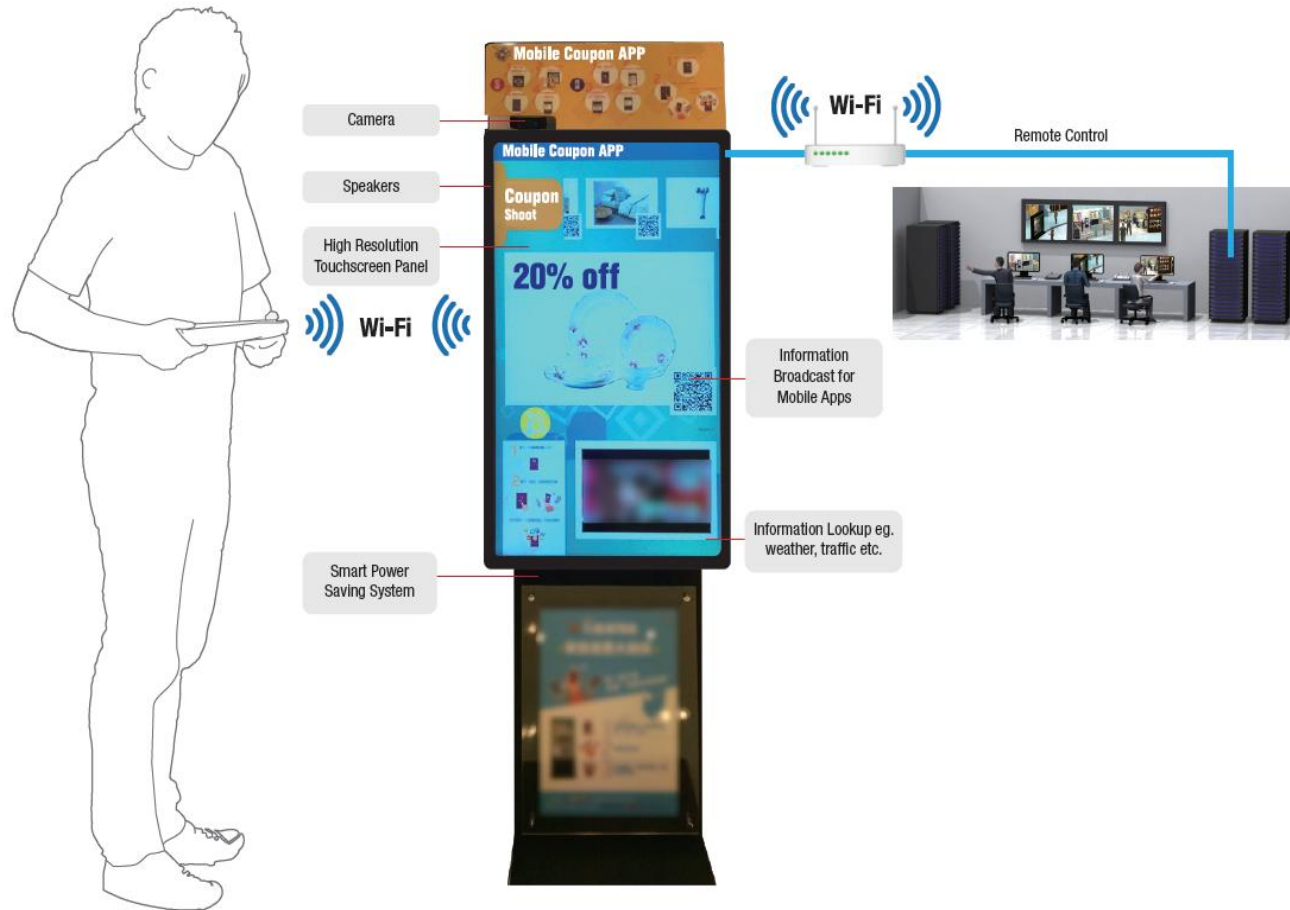 Mobile Coupon APP
Camera
Mobile Coupon APP
Speakers
Coupon
Shoot
High Resolution
Touchscreen Panel
20% off
Wi-Fi
Wi-Fi
Remote Control
Information
Broadcast for
Mobile Apps
Information Lookup eg.
weather, traffic etc.
Smart Power
Saving System